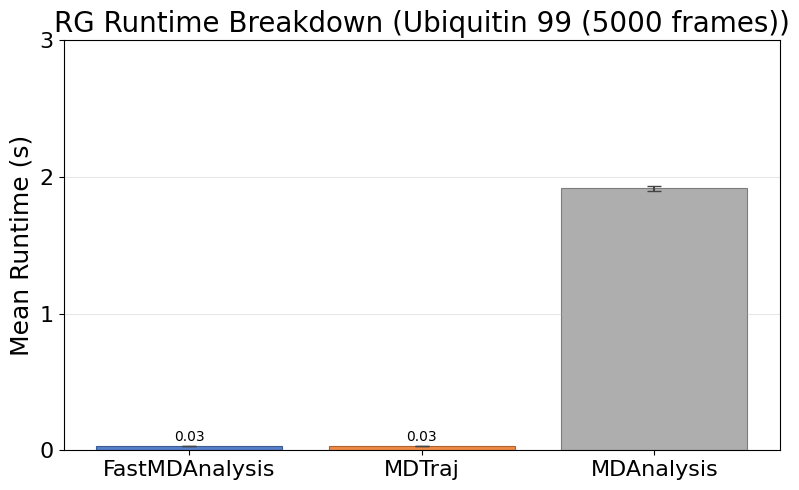 RG Runtime Breakdown (Ubiquitin 99 (5000 frames))
Mean Runtime (s)
3
2
1
0
0.03
0.03
FastMDAnalysis
MDTraj
MDAnalysis